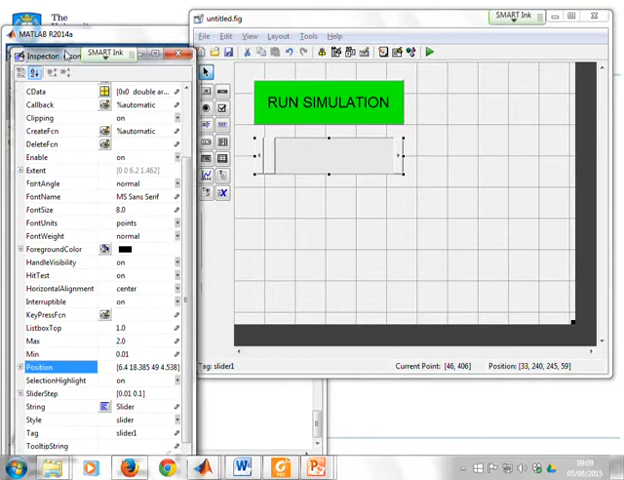 The
Uni
MATLAB R2014a
SMART Ink
Inspector:
CData [0x0 double ar...
Callback %automatic
Clipping on
CreateFcn %automatic
DeleteFcn
Enable on
Extent [0 0 6.2 1.462]
FontAngle normal
FontName MS Sans Serif
FontSize 8.0
FontUnits points
FontWeight normal
ForegroundColor
HandleVisibility on
HitTest on
HorizontalAlignment center
Interruptible on
KeyPressFcn
ListboxTop 1.0
Max 2.0
Min 0.01
Position [6.4 18.385 49 4.538]
SelectionHighlight on
SliderStep [0.01 0.1]
String Slider
Style slider
Tag slider1
TooltipString
untitled.fig
SMART Ink
File Edit View Layout Tools Help
RUN SIMULATION
Tag: slider1 Current Point: [46, 406] Position: [33, 240, 245, 59]
09:09
05/08/2015